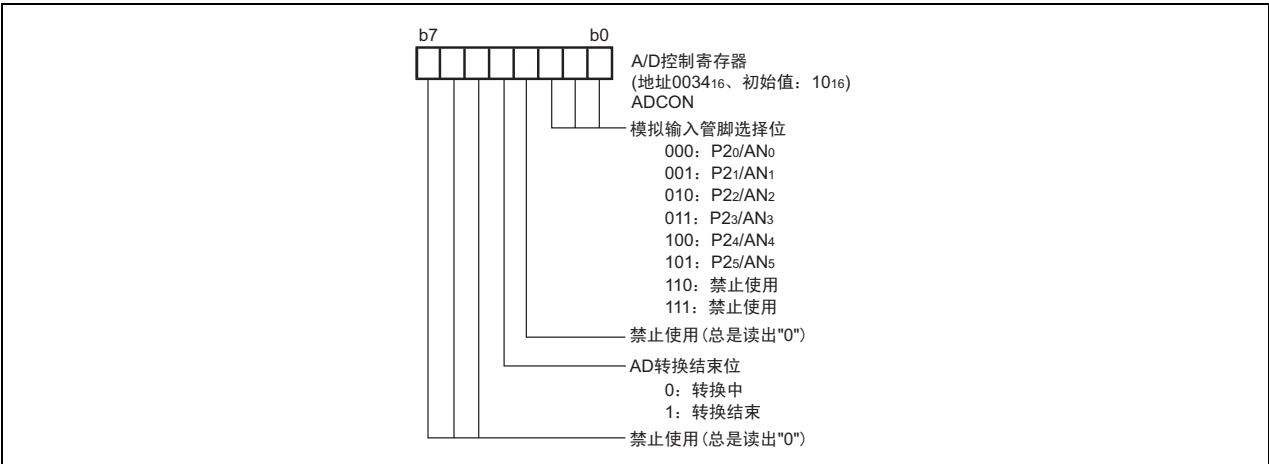 b7 b0
A/D控制寄存器
(地址0034₁₆、初始值：10₁₆)
ADCON
模拟输入管脚选择位
000：P2₀/AN₀
001：P2₁/AN₁
010：P2₂/AN₂
011：P2₃/AN₃
100：P2₄/AN₄
101：P2₅/AN₅
110：禁止使用
111：禁止使用
禁止使用(总是读出"0")
AD转换结束位
0：转换中
1：转换结束
禁止使用(总是读出"0")